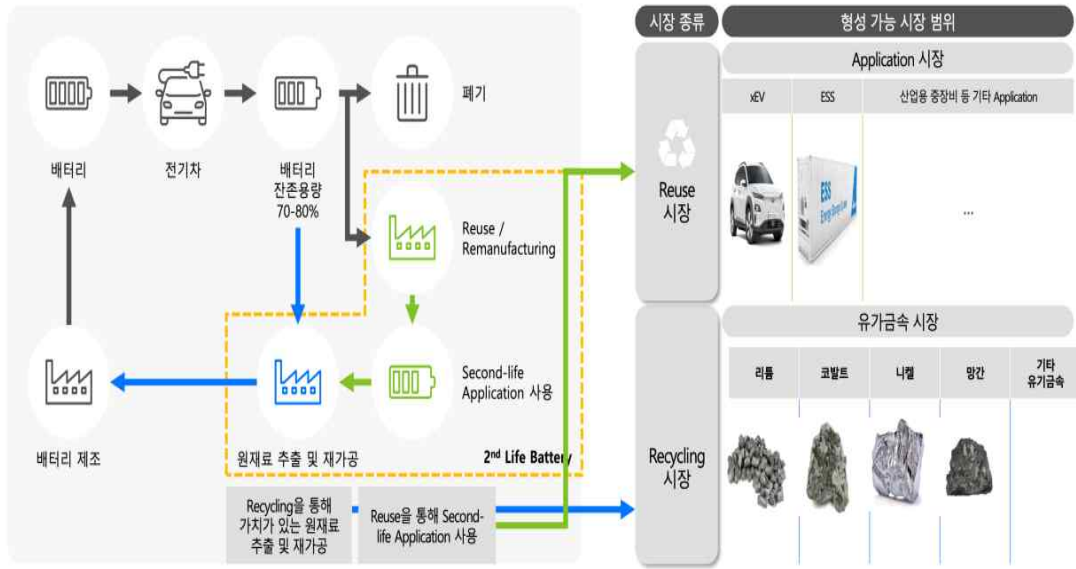 배터리
전기차
배터리
잔존용량
70-80%
폐기
Reuse /
Remanufacturing
Second-life
Application 사용
배터리 제조
원재료 추출 및 재가공
2nd Life Battery
Recycling을 통해
가치가 있는 원재료
추출 및 재가공
Reuse을 통해 Second-
life Application 사용
시장 종류
형성 가능 시장 범위
Reuse
시장
Application 시장
xEV
ESS
산업용 중장비 등 기타 Application
ESS
...
Recycling
시장
유가금속 시장
리튬
코발트
니켈
망간
기타
유기금속